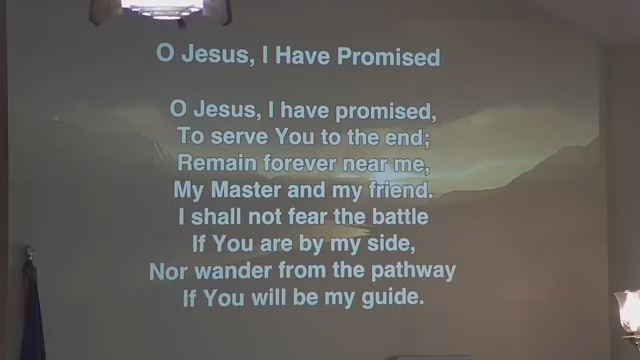 O Jesus, I Have Promised
O Jesus, I have promised,
To serve You to the end;
Remain forever near me,
My Master and my friend.
I shall not fear the battle
If You are by my side,
Nor wander from the pathway
If You will be my guide.